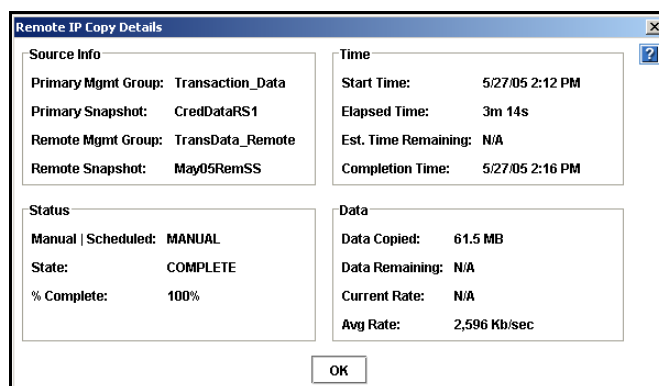 Remote IP Copy Details
Source Info
Primary Mgmt Group: Transaction_Data
Primary Snapshot: CredDataRS1
Remote Mgmt Group: TransData_Remote
Remote Snapshot: May05RemSS
Time
Start Time: 5/27/05 2:12 PM
Elapsed Time: 3m 14s
Est. Time Remaining: N/A
Completion Time: 5/27/05 2:16 PM
?
Status
Manual | Scheduled: MANUAL
State: COMPLETE
% Complete: 100%
Data
Data Copied: 61.5 MB
Data Remaining: N/A
Current Rate: N/A
Avg Rate: 2,596 Kb/sec
OK